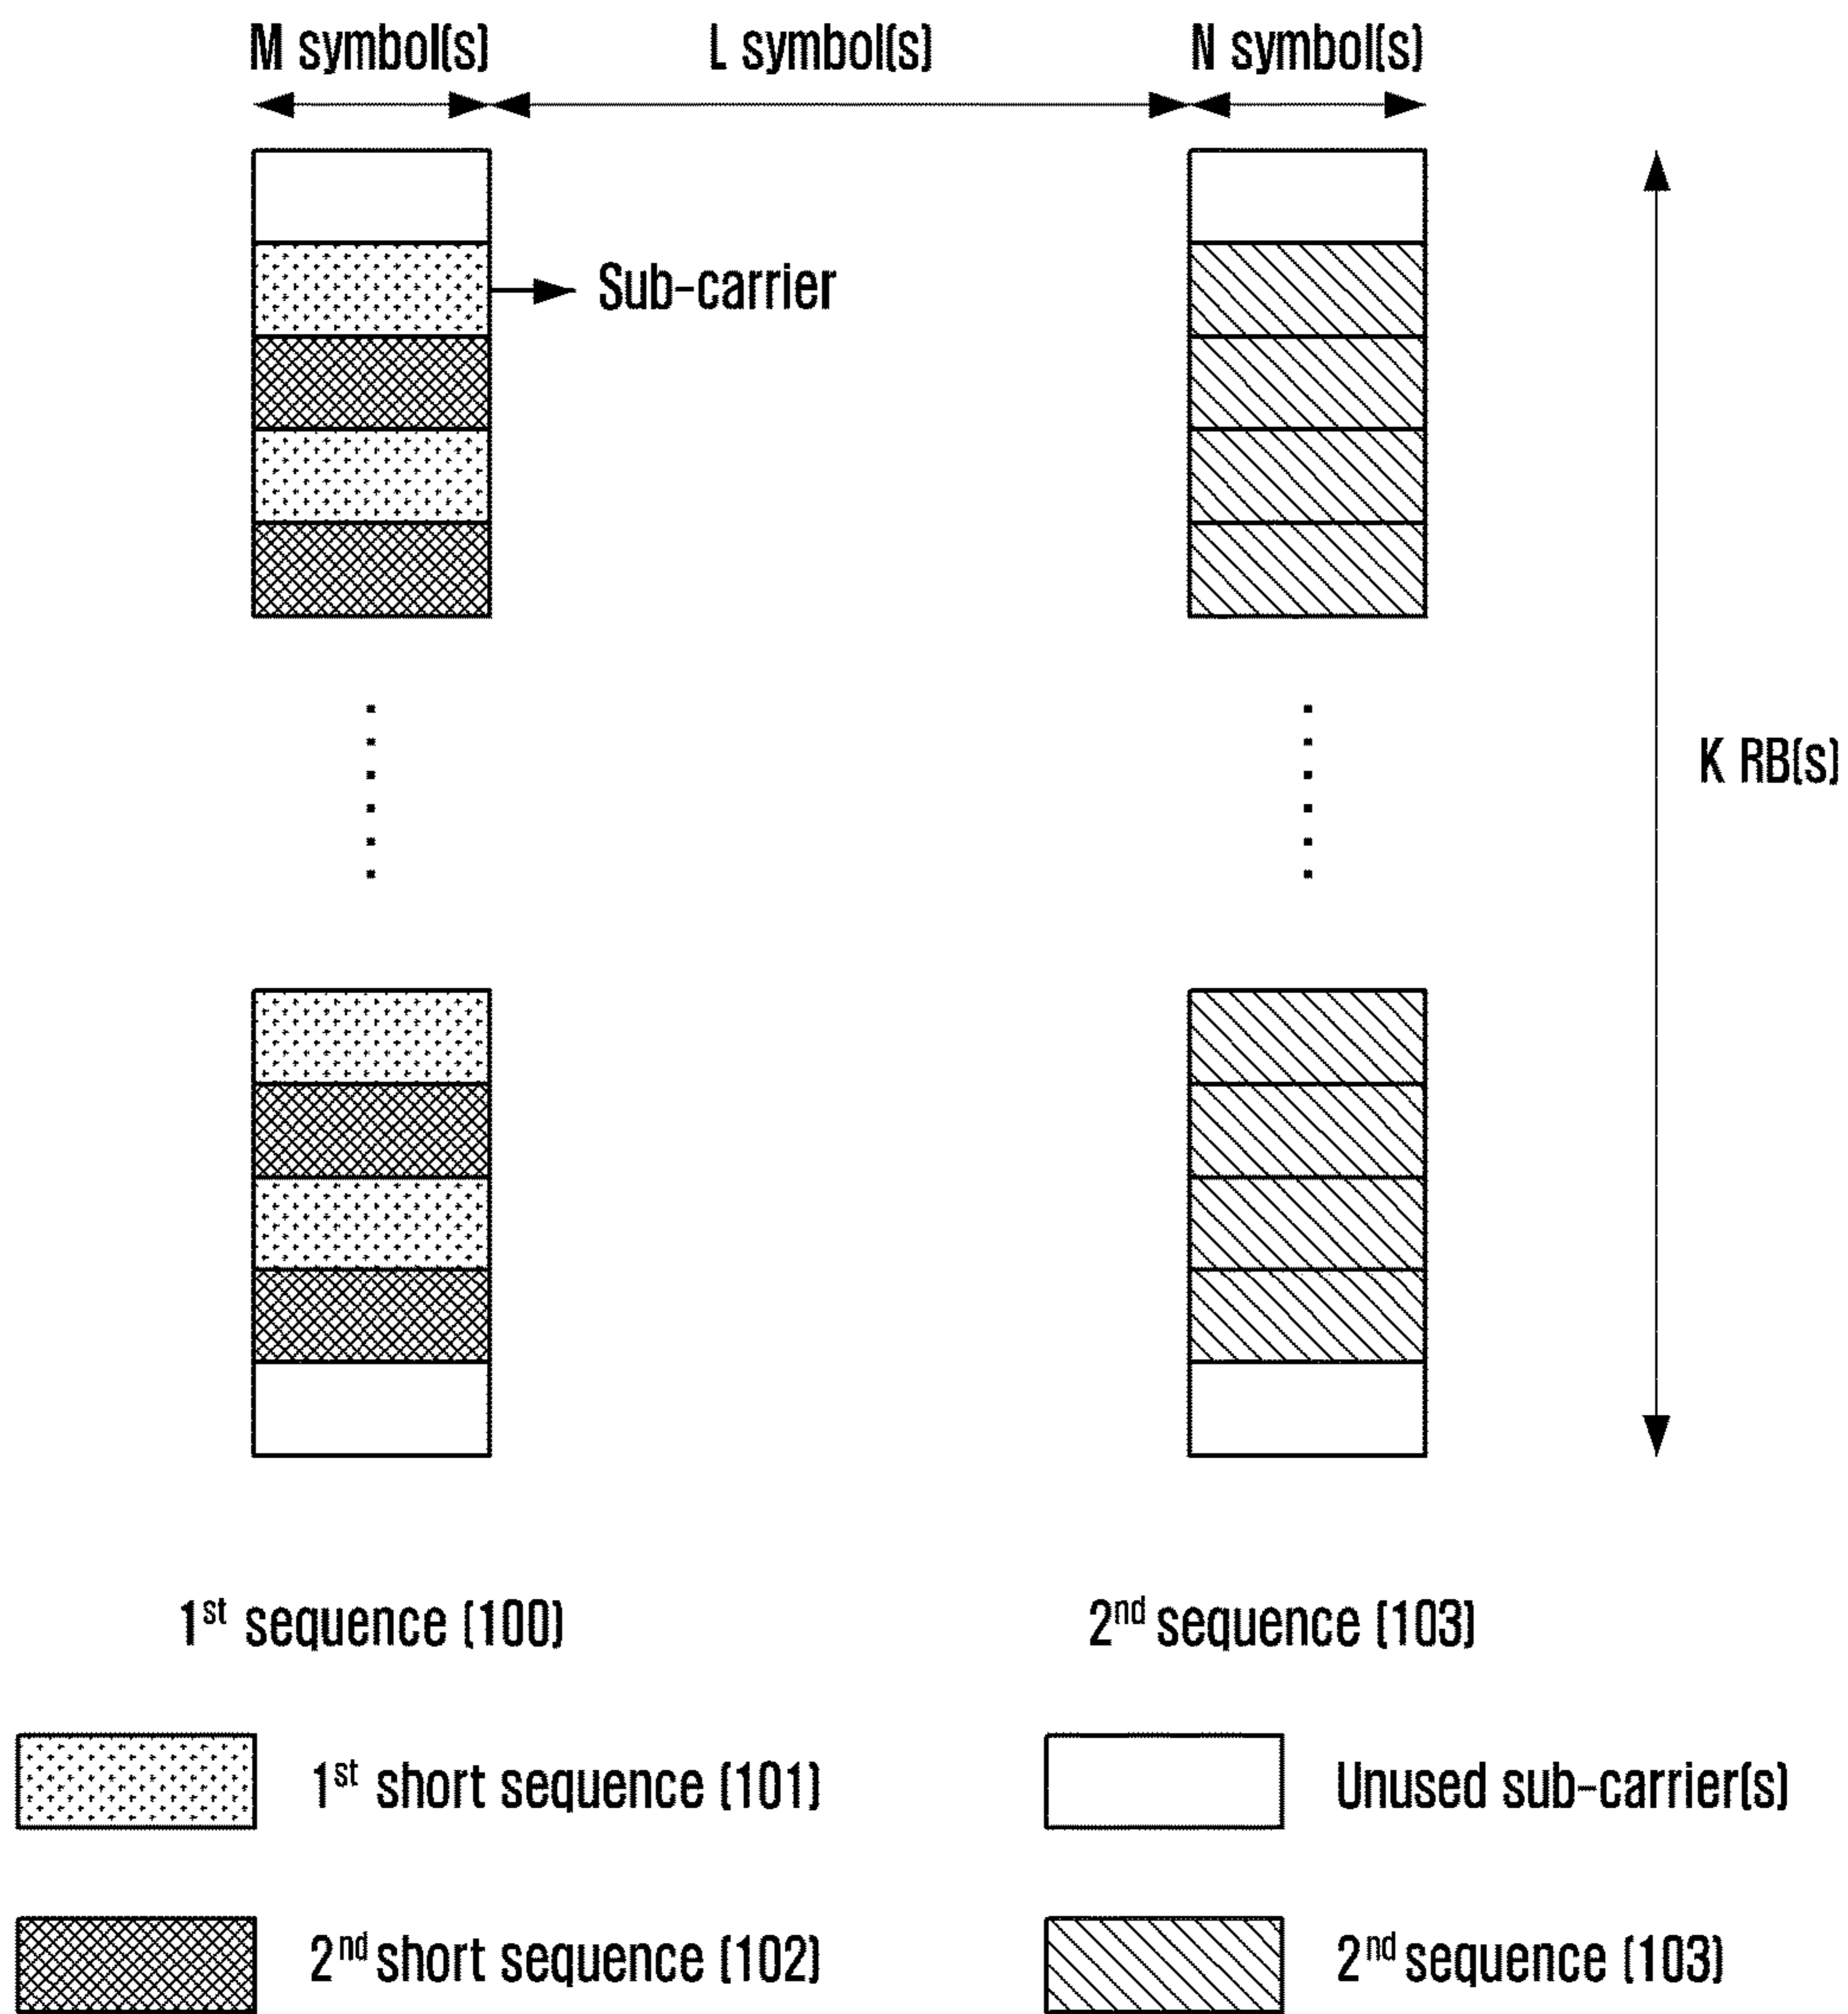 M symbol(s) L symbol(s) N symbol(s)
Sub-carrier
K RB(s)
1st sequence (100) 2nd sequence (103)
1st short sequence (101) Unused sub-carrier(s)
2nd short sequence (102) 2nd sequence (103)